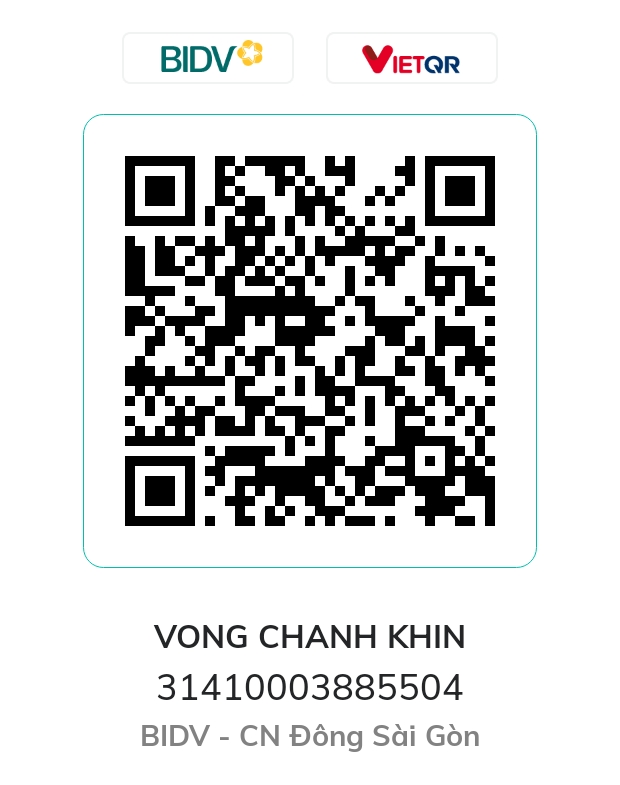 BIDV VIETQR
VONG CHANH KHIN
31410003885504
BIDV - CN Đông Sài Gòn